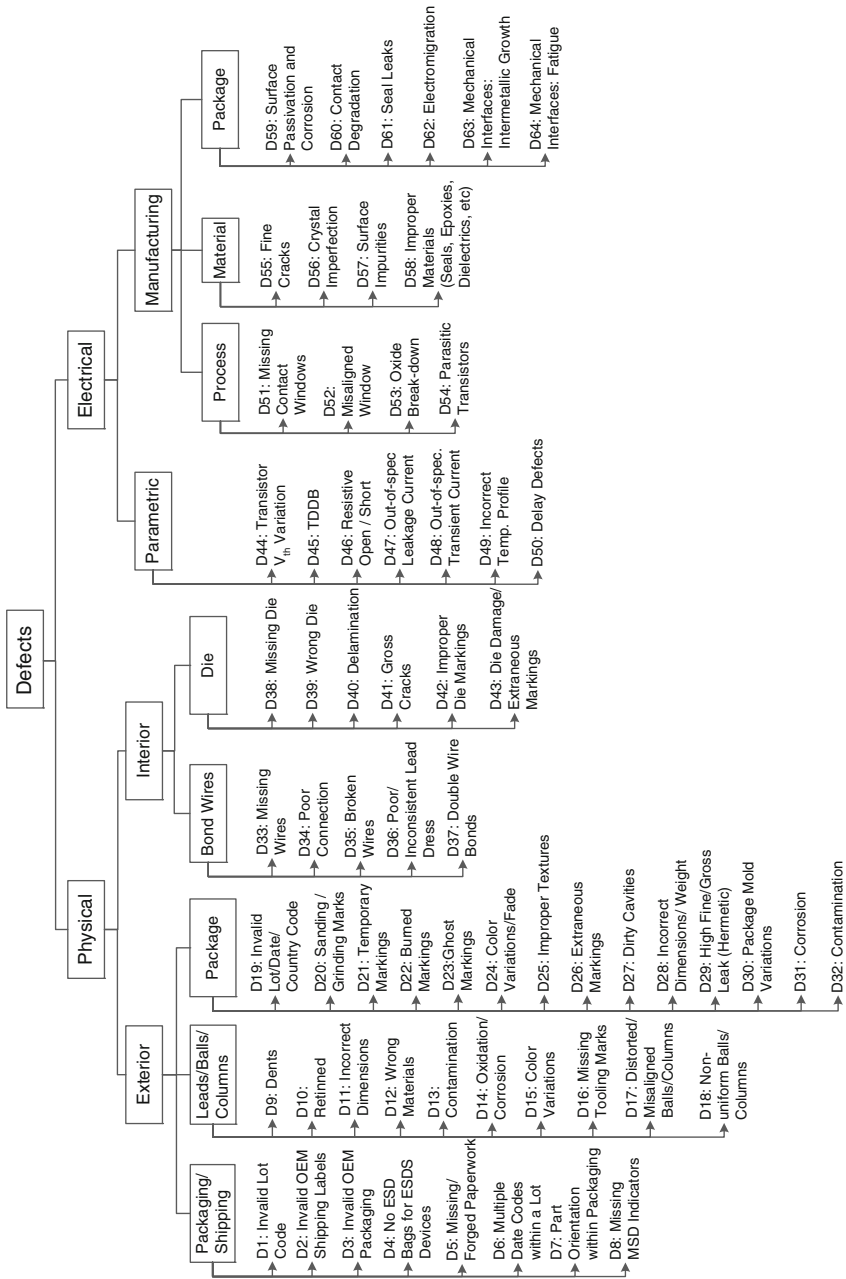 Defects
Physical
Electrical
Exterior
Interior
Parametric
Manufacturing
Packaging/
Shipping
Leads/Balls/
Columns
Package
Bond Wires
Die
Process
Material
Package
D1: Invalid Lot
Code
D2: Invalid OEM
Shipping Labels
D3: Invalid OEM
Packaging
D4: No ESD
Bags for ESDS
Devices
D5: Missing/
Forged Paperwork
D6: Multiple
Date Codes
within a Lot
D7: Part
Orientation
within Packaging
D8: Missing
MSD Indicators
D9: Dents
D10:
Retinned
D11: Incorrect
Dimensions
D12: Wrong
Materials
D13:
Contamination
D14: Oxidation/
Corrosion
D15: Color
Variations
D16: Missing
Tooling Marks
D17: Distorted/
Misaligned
Balls/Columns
D18: Non-
uniform Balls/
Columns
D19: Invalid
Lot/Date/
Country Code
D20: Sanding /
Grinding Marks
D21: Temporary
Markings
D22: Burned
Markings
D23:Ghost
Markings
D24: Color
Variations/Fade
D25: Improper Textures
D26: Extraneous
Markings
D27: Dirty Cavities
D28: Incorrect
Dimensions/ Weight
D29: High Fine/Gross
Leak (Hermetic)
D30: Package Mold
Variations
D31: Corrosion
D32: Contamination
D33: Missing
Wires
D34: Poor
Connection
D35: Broken
Wires
D36: Poor/
Inconsistent Lead
Dress
D37: Double Wire
Bonds
D38: Missing Die
D39: Wrong Die
D40: Delamination
D41: Gross
Cracks
D42: Improper
Die Markings
D43: Die Damage/
Extraneous
Markings
D44: Transistor
Vth Variation
D45: TDDB
D46: Resistive
Open / Short
D47: Out-of-spec
Leakage Current
D48: Out-of-spec.
Transient Current
D49: Incorrect
Temp. Profile
D50: Delay Defects
D51: Missing
Contact
Windows
D52:
Misaligned
Window
D53: Oxide
Break-down
D54: Parasitic
Transistors
D55: Fine
Cracks
D56: Crystal
Imperfection
D57: Surface
Impurities
D58: Improper
Materials
(Seals, Epoxies,
Dielectrics, etc)
D59: Surface
Passivation and
Corrosion
D60: Contact
Degradation
D61: Seal Leaks
D62: Electromigration
D63: Mechanical
Interfaces:
Intermetallic Growth
D64: Mechanical
Interfaces: Fatigue